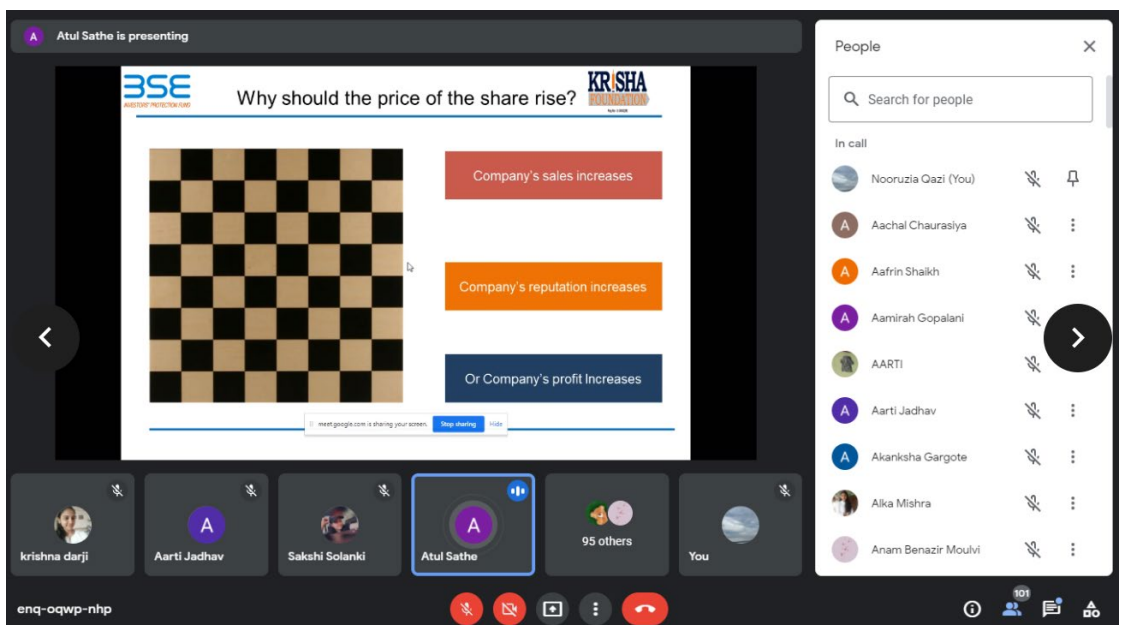 A Atul Sathe is presenting
BSE
INVESTORS' PROTECTION FUND
KRISHA
FOUNDATION
Why should the price of the share rise?
Company's sales increases
Company's reputation increases
Or Company's profit Increases
meet.google.com is sharing your screen. Stop sharing Hide
krishna darji
A
Aarti Jadhav
Sakshi Solanki
A
Atul Sathe
95 others
You
People
Search for people
In call
Nooruzia Qazi (You)
A Aachal Chaurasiya
A Aafrin Shaikh
A Aamirah Gopalani
AARTI
A Aarti Jadhav
A Akanksha Gargote
Alka Mishra
Anam Benazir Moulvi
enq-oqwp-nhp
101